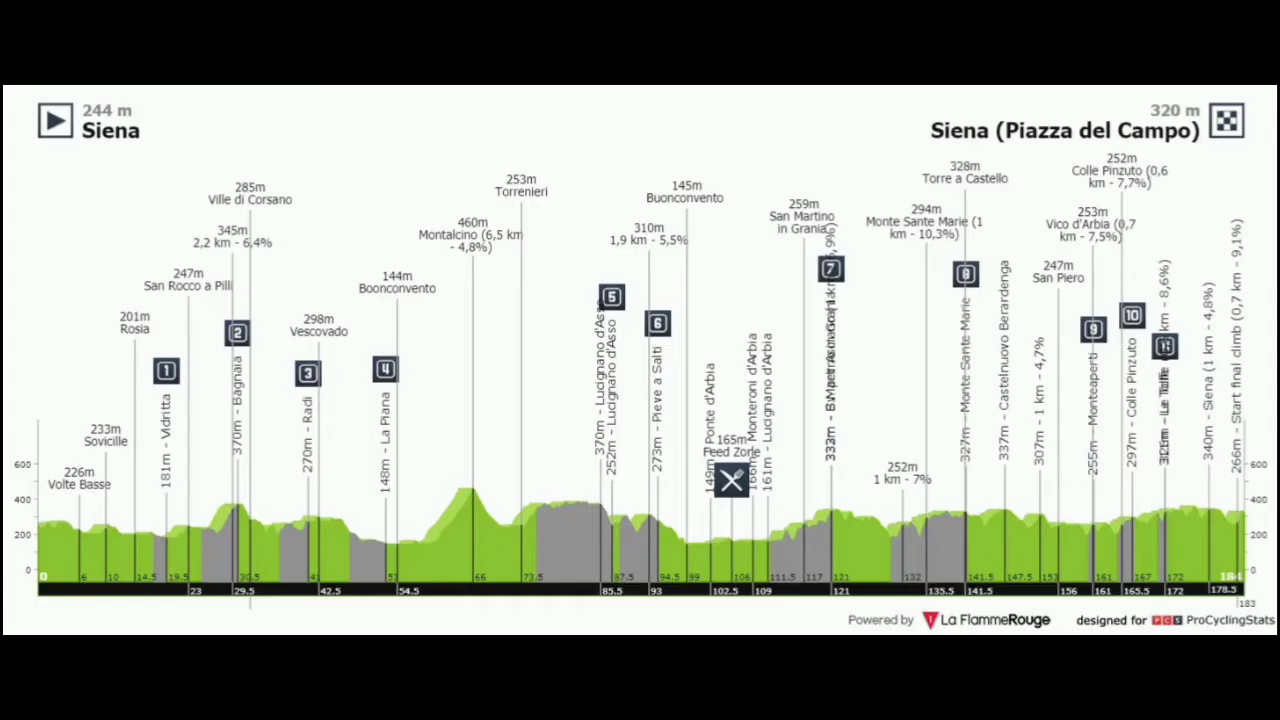 244 m
Siena
320 m
Siena (Piazza del Campo)
226m
Volte Basse
233m
Sovicille
201m
Rosia
181m - Vidritta
1
247m
San Rocco a Pilli
345m
2,2 km - 6,4%
2
370m - Bagnaia
285m
Ville di Corsano
3
270m - Radi
298m
Vescovado
4
148m - La Piana
144m
Boonconvento
460m
Montalcino (6,5 km
- 4,8%)
253m
Torrenieri
370m - Lucignano d'Asso
5
252m - Lucignano d'Asso
310m
1,9 km - 5,5%
6
273m - Pieve a Salti
145m
Buonconvento
149m - Ponte d'Arbia
165m
Feed Zone
166m - Monteroni d'Arbia
161m - Lucignano d'Arbia
259m
San Martino
in Grania
7
252m
1 km - 7%
294m
Monte Sante Marie (1
km - 10,3%)
328m
Torre a Castello
8
327m - Monte Sante Marie
337m - Castelnuovo Berardenga
307m - 1 km - 4,7%
247m
San Piero
253m
Vico d'Arbia (0,7
km - 7,5%)
9
255m - Monteaperti
252m
Colle Pinzuto (0,6
km - 7,7%)
10
297m - Colle Pinzuto
km - 8,6%)
340m - Siena (1 km - 4,8%)
266m - Start final climb (0,7 km - 9,1%)
600
400
200
0
600
400
200
0
0 6 10 14.5 19.5 30.5 41 53 66 73.5 87.5 94.5 99 106 111.5 117 121 132 141.5 147.5 153 161 167 172 184
23 29.5 42.5 54.5 85.5 93 102.5 109 121 135.5 141.5 156 161 165.5 172 178.5
183
Powered by La FlammeRouge designed for PCS ProCyclingStats